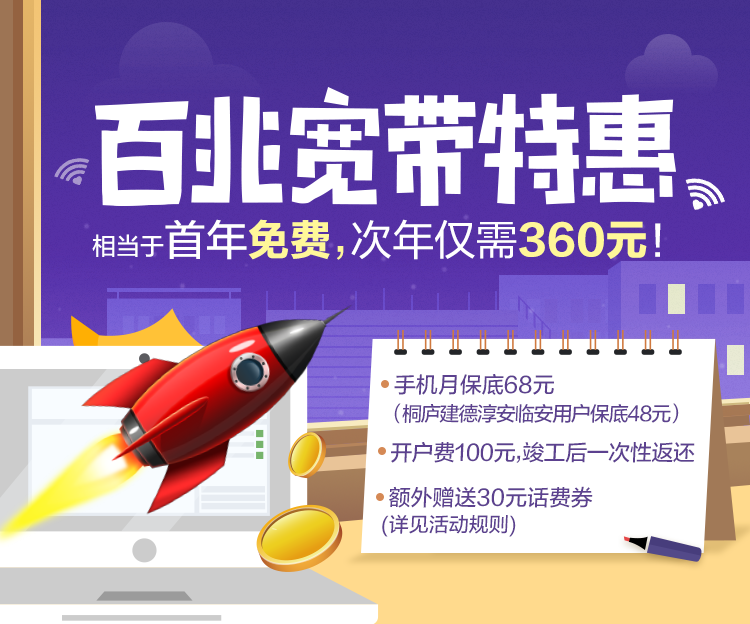 百兆宽带特惠
相当于首年免费，次年仅需360元！
手机月保底68元
（桐庐建德淳安临安用户保底48元）
开户费100元，竣工后一次性返还
额外赠送30元话费券
(详见活动规则)